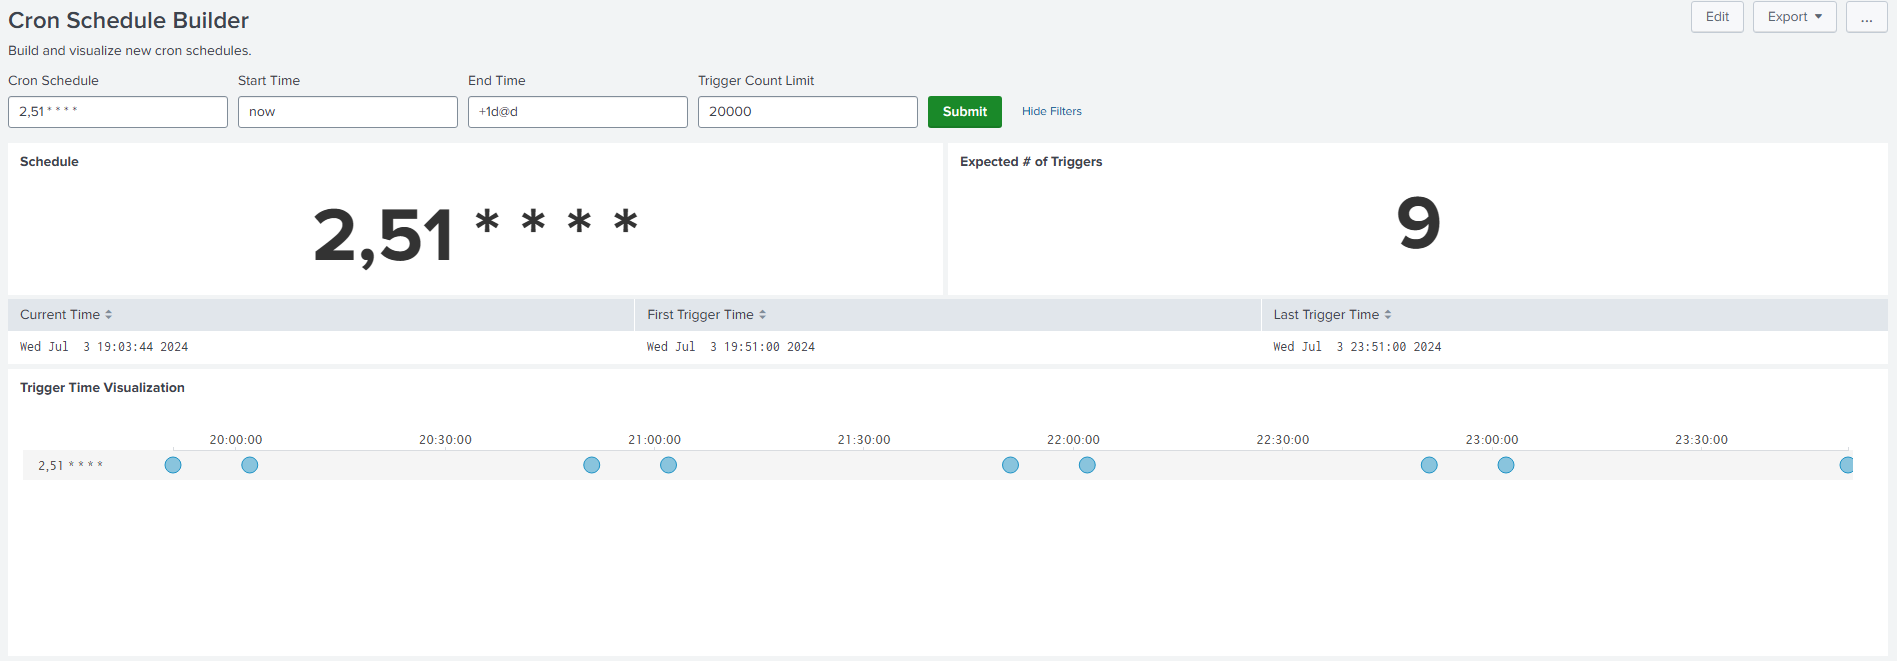 Cron Schedule Builder
Edit
Export
...
Build and visualize new cron schedules.
Cron Schedule
Start Time
End Time
Trigger Count Limit
2,51 * * * *
now
+1d@d
20000
Submit
Hide Filters
Schedule
Expected # of Triggers
2,51 * * * *
9
Current Time
First Trigger Time
Last Trigger Time
Wed Jul  3 19:03:44 2024
Wed Jul  3 19:51:00 2024
Wed Jul  3 23:51:00 2024
Trigger Time Visualization
20:00:00
20:30:00
21:00:00
21:30:00
22:00:00
22:30:00
23:00:00
23:30:00
2,51 * * * *